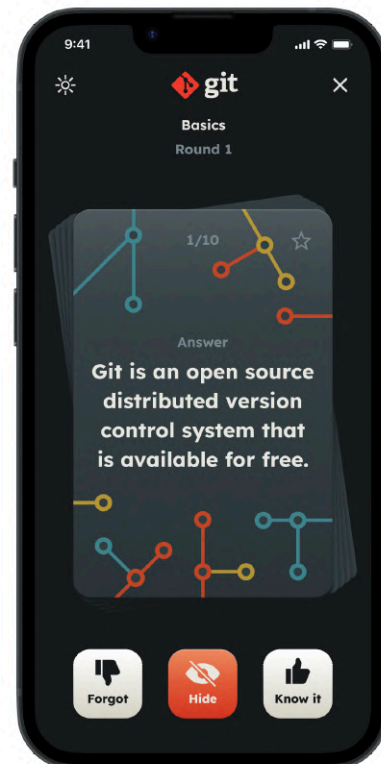 9:41
git
Basics
Round 1
1/10
Answer
Git is an open source
distributed version
control system that
is available for free.
Forgot
Hide
Know it